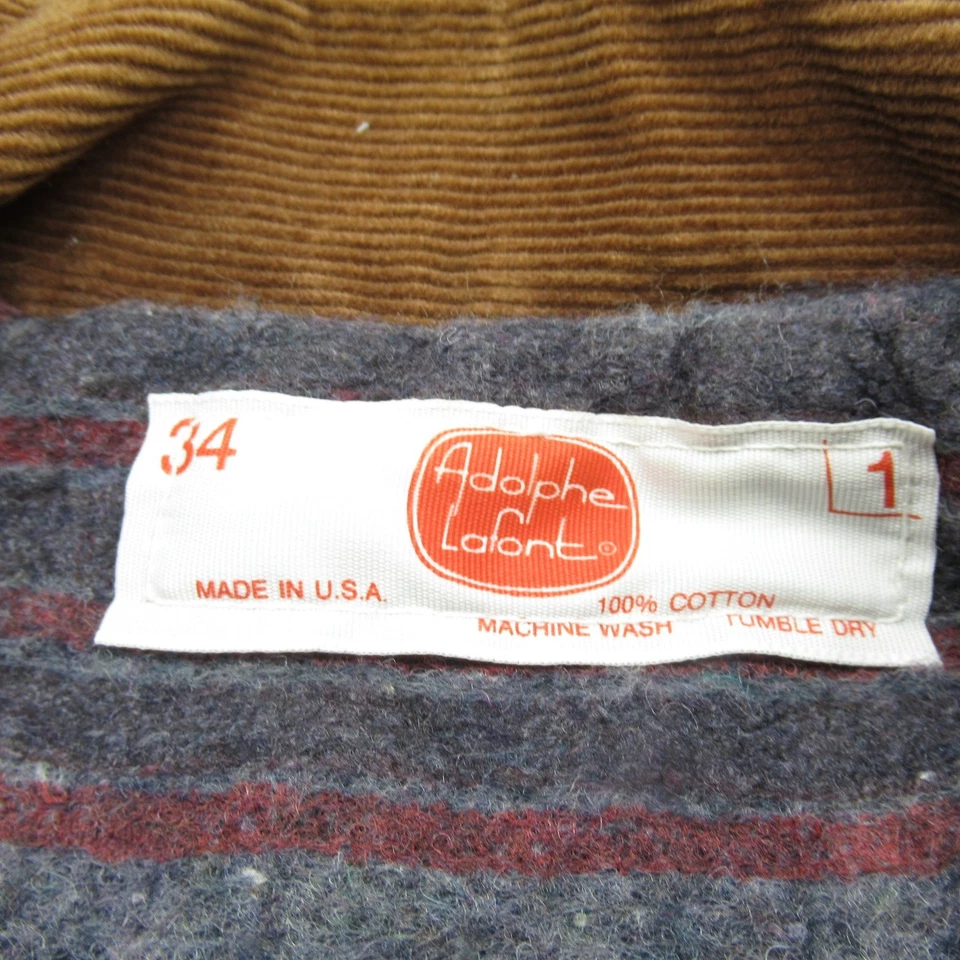 34
Adolphe
Lafont ®
1
MADE IN U.S.A.
100% COTTON
MACHINE WASH TUMBLE DRY